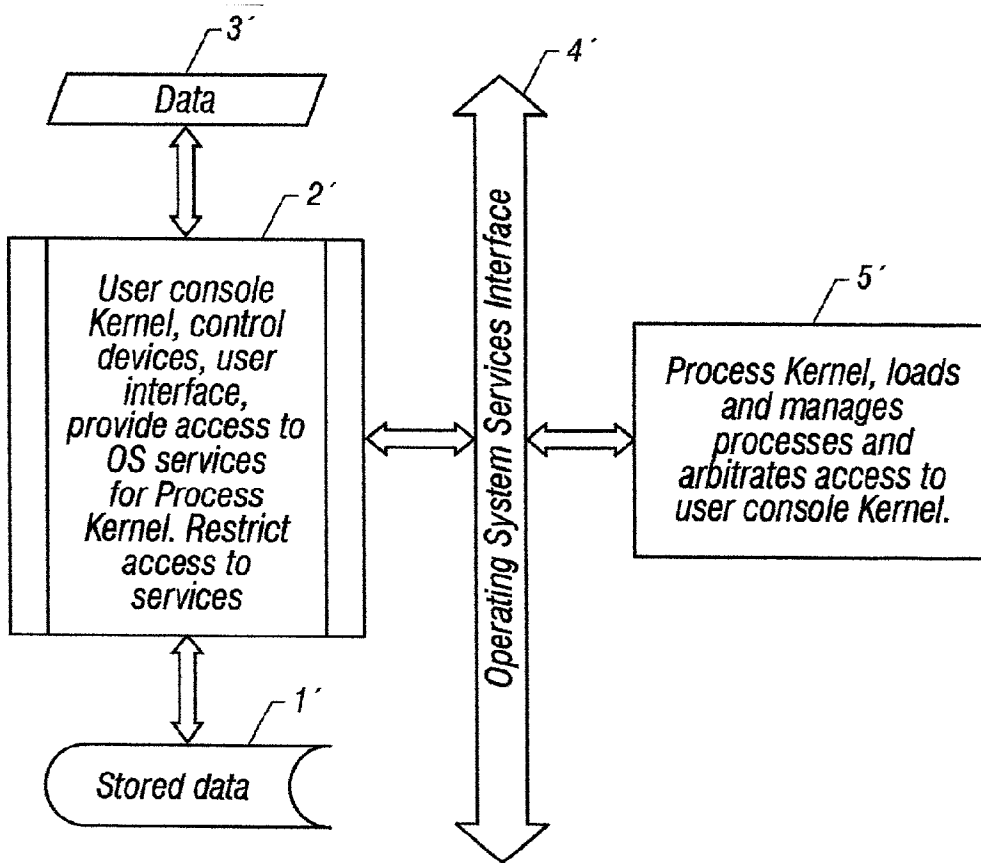 3´
Data
4´
2´
User console
Kernel, control
devices, user
interface,
provide access to
OS services
for Process
Kernel. Restrict
access to
services
Operating System Services Interface
5´
Process Kernel, loads
and manages
processes and
arbitrates access to
user console Kernel.
1´
Stored data